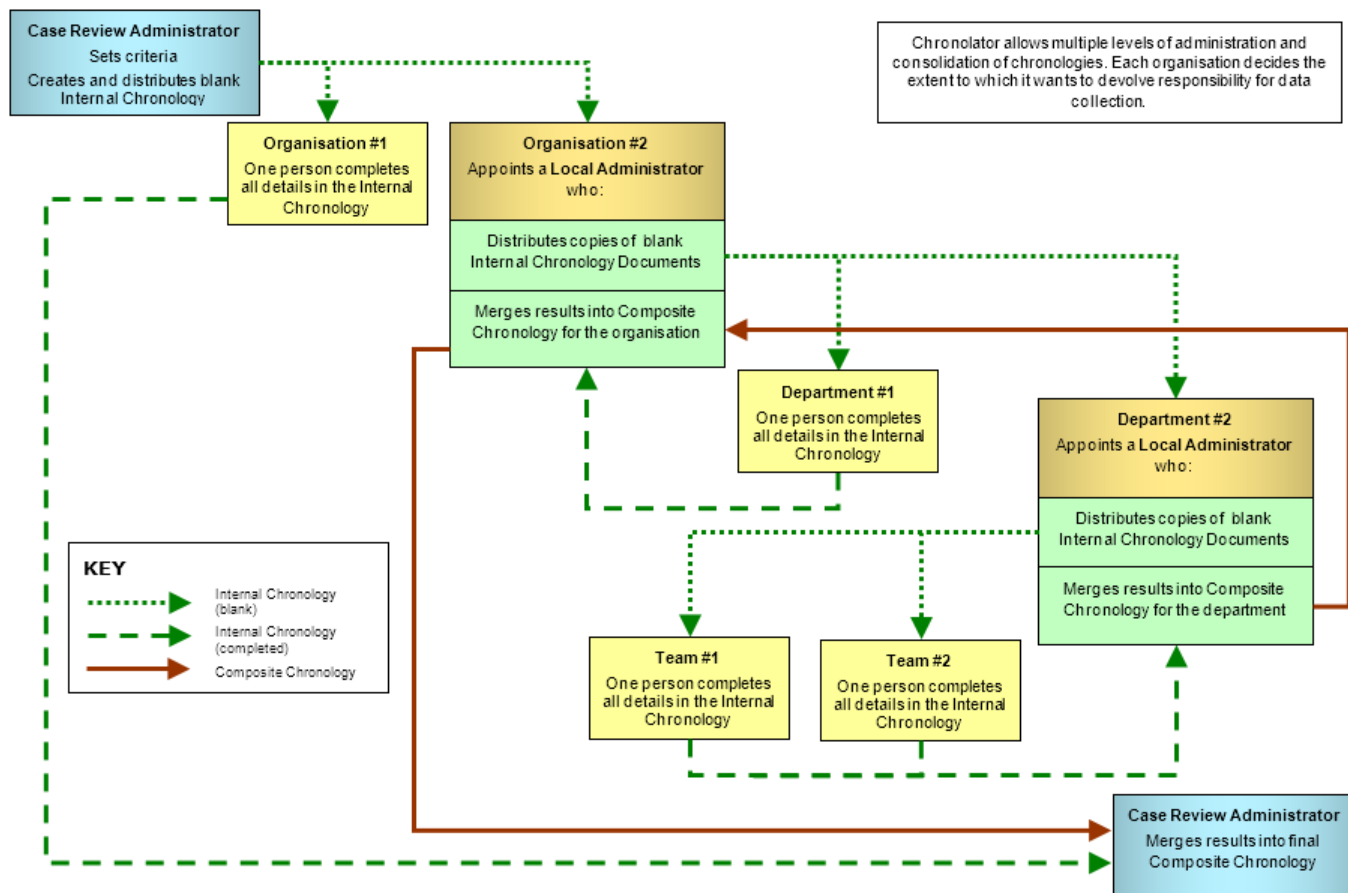 Case Review Administrator
Sets criteria
Creates and distributes blank
Internal Chronology
Chronolator allows multiple levels of administration and
consolidation of chronologies. Each organisation decides the
extent to which it wants to devolve responsibility for data
collection.
Organisation #1
One person completes
all details in the Internal
Chronology
Organisation #2
Appoints a Local Administrator
who:
Distributes copies of blank
Internal Chronology Documents
Merges results into Composite
Chronology for the organisation
Department #1
One person completes
all details in the Internal
Chronology
Department #2
Appoints a Local Administrator
who:
Distributes copies of blank
Internal Chronology Documents
Merges results into Composite
Chronology for the department
KEY
Internal Chronology
(blank)
Internal Chronology
(completed)
Composite Chronology
Team #1
One person completes
all details in the Internal
Chronology
Team #2
One person completes
all details in the Internal
Chronology
Case Review Administrator
Merges results into final
Composite Chronology